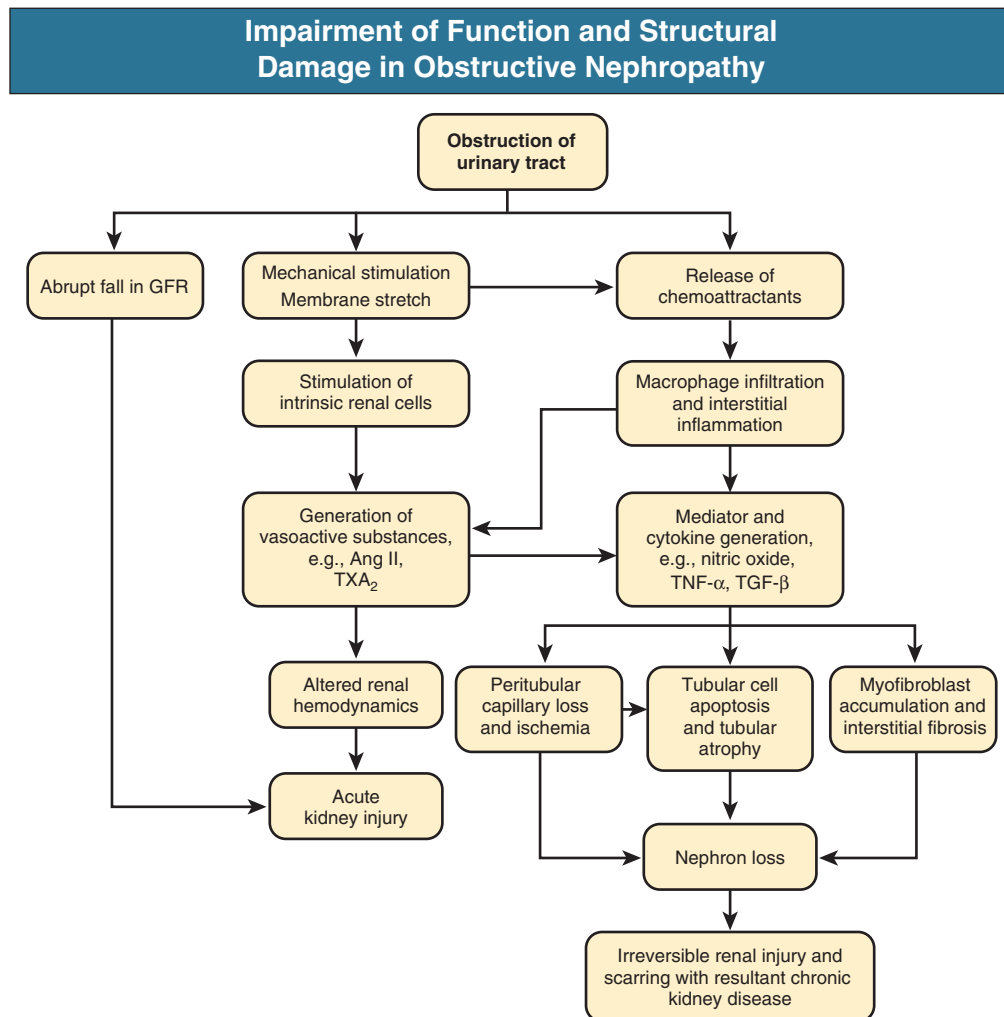 Impairment of Function and Structural
Damage in Obstructive Nephropathy
Obstruction of
urinary tract
Abrupt fall in GFR
Mechanical stimulation
Membrane stretch
Release of
chemoattractants
Stimulation of
intrinsic renal cells
Macrophage infiltration
and interstitial
inflammation
Generation of
vasoactive substances,
e.g., Ang II,
TXA₂
Mediator and
cytokine generation,
e.g., nitric oxide,
TNF-α, TGF-β
Altered renal
hemodynamics
Peritubular
capillary loss
and ischemia
Tubular cell
apoptosis
and tubular
atrophy
Myofibroblast
accumulation and
interstitial fibrosis
Acute
kidney injury
Nephron loss
Irreversible renal injury and
scarring with resultant chronic
kidney disease